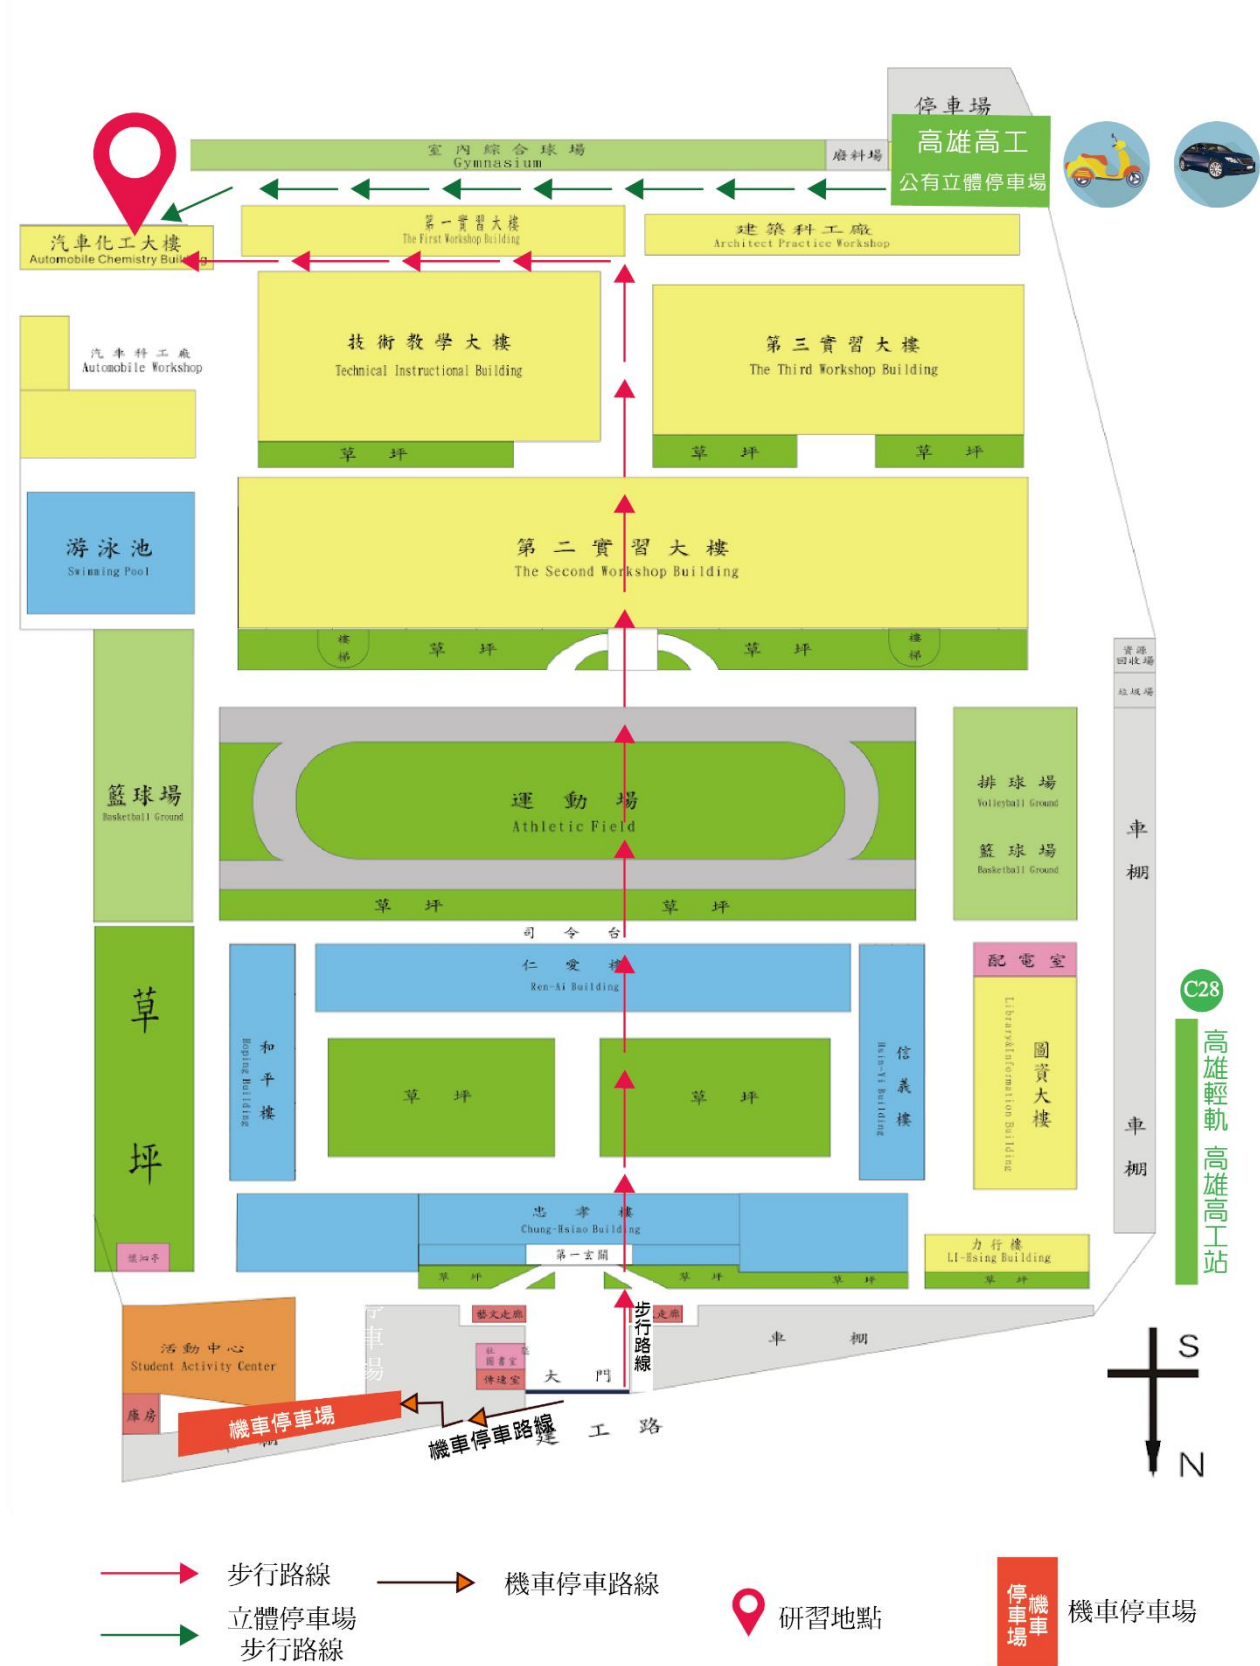 停車場
高雄高工
公有立體停車場
室內綜合球場
Gymnasium
廢料場
第一實習大樓
The First Workshop Building
建築科工廠
Architect Practice Workshop
汽車化工大樓
Automobile Chemistry Building
技術教學大樓
Technical Instructional Building
第三實習大樓
The Third Workshop Building
汽車科工廠
Automobile Workshop
草坪
草坪
草坪
游泳池
Swimming Pool
第二實習大樓
The Second Workshop Building
樓梯
草坪
草坪
樓梯
資源
回收場
垃圾場
籃球場
Basketball Ground
運動場
Athletic Field
排球場
Volleyball Ground
籃球場
Basketball Ground
車棚
草坪
草坪
司令台
草坪
仁愛樓
Ren-Ai Building
配電室
C28
高雄輕軌 高雄高工站
和平樓
Hoping Building
草坪
草坪
信義樓
Hsin-Yi Building
圖資大樓
Library&Information Building
車棚
忠孝樓
Chung-Hsiao Building
第一玄關
力行樓
LI-Hsing Building
草坪
草坪
草坪
草坪
活動中心
Student Activity Center
停車場
藝文走廊
走廊
步行路線
車棚
圖書室
傳達室
大門
庫房
機車停車場
棚
機車停車路線
建工路
S
N
步行路線
機車停車路線
立體停車場
步行路線
研習地點
機車
停車場
機車停車場